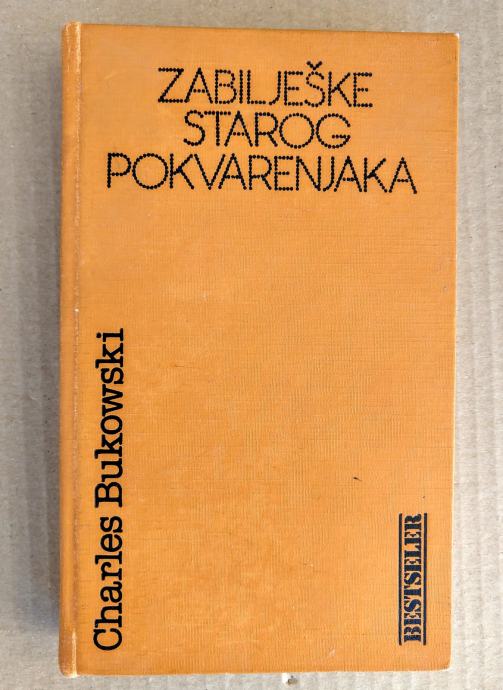 ZABILJEŠKE
STAROG
POKVARENJAKA
Charles Bukowski
BESTSELER